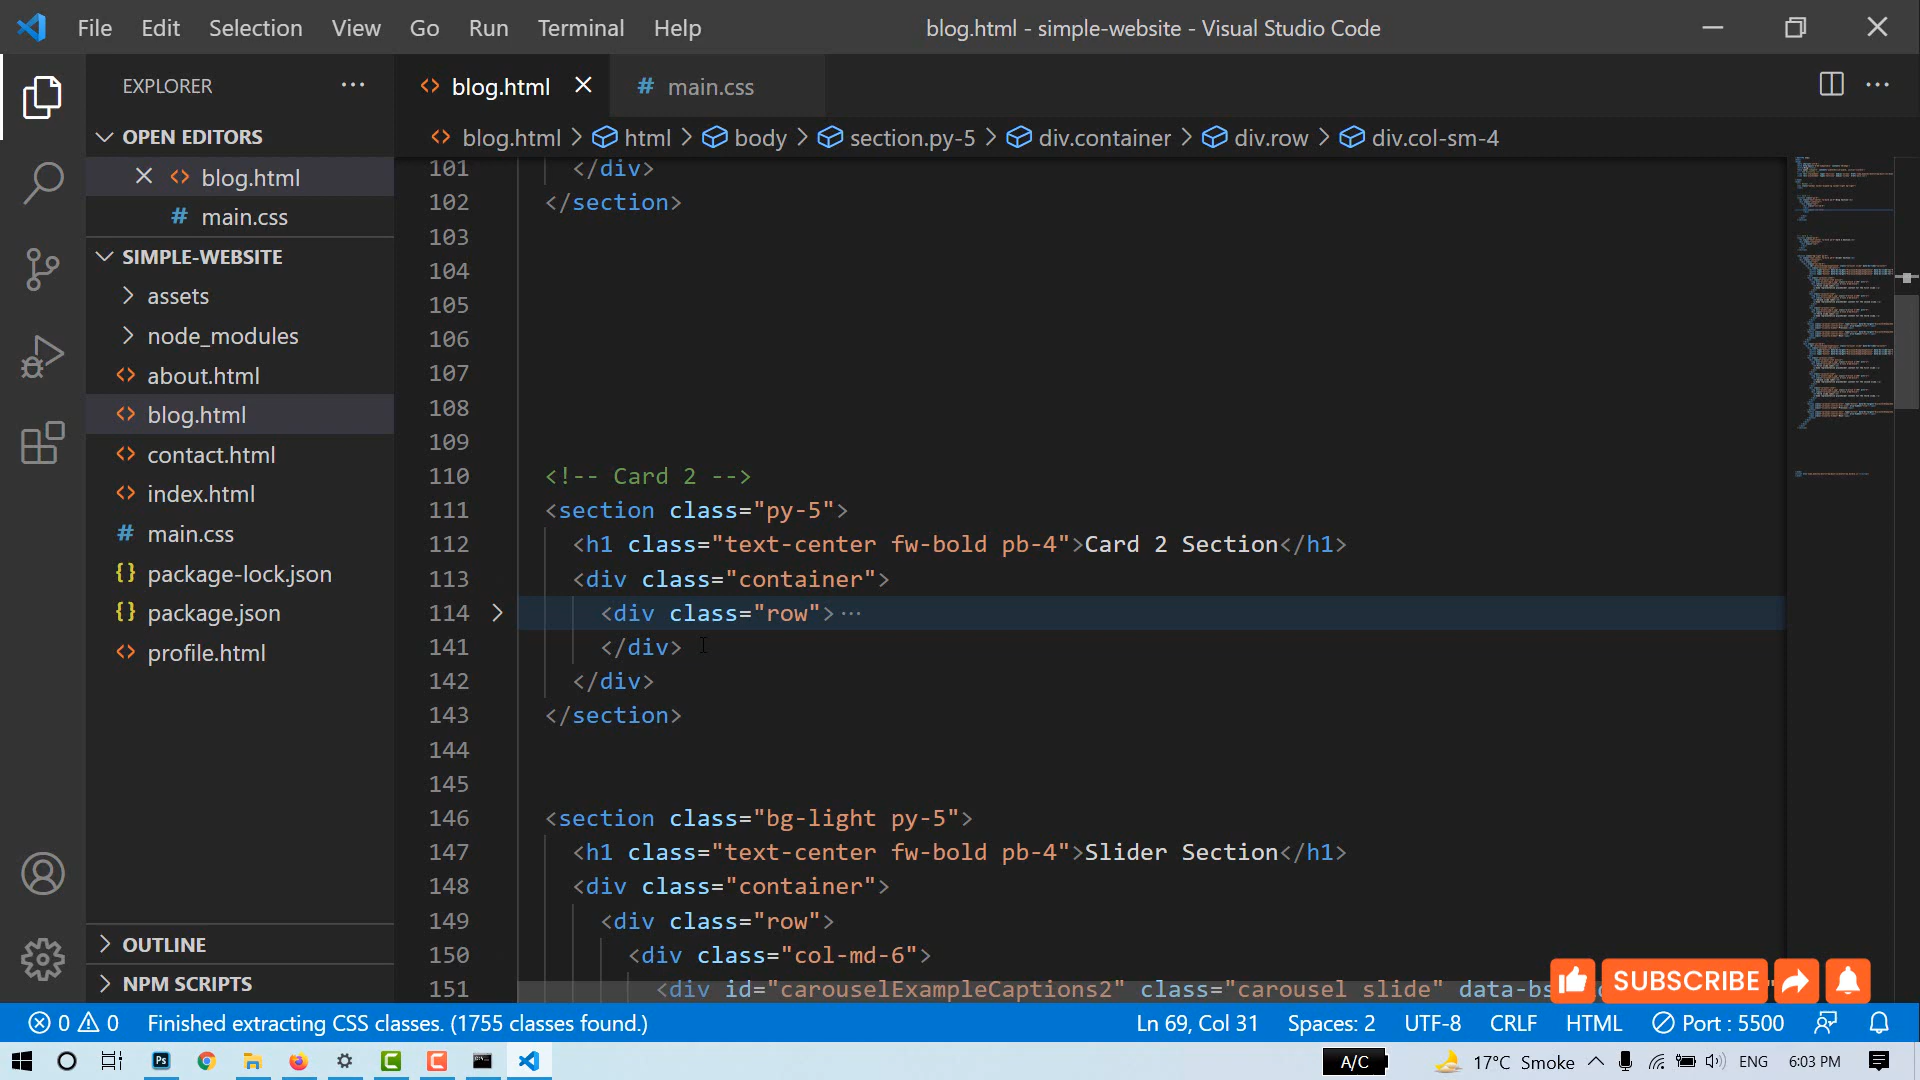 File Edit Selection View Go Run Terminal Help blog.html - simple-website - Visual Studio Code
EXPLORER
OPEN EDITORS
blog.html
main.css
SIMPLE-WEBSITE
assets
node_modules
about.html
blog.html
contact.html
index.html
main.css
package-lock.json
package.json
profile.html
OUTLINE
NPM SCRIPTS
blog.html main.css
blog.html > html > body > section.py-5 > div.container > div.row > div.col-sm-4
101 </div>
102 </section>
103
104
105
106
107
108
109
110 <!-- Card 2 -->
111 <section class="py-5">
112 <h1 class="text-center fw-bold pb-4">Card 2 Section</h1>
113 <div class="container">
114 <div class="row">···
141 </div>
142 </div>
143 </section>
144
145
146 <section class="bg-light py-5">
147 <h1 class="text-center fw-bold pb-4">Slider Section</h1>
148 <div class="container">
149 <div class="row">
150 <div class="col-md-6">
151 <div id="carouselExampleCaptions2" class="carousel slide" data-bs
SUBSCRIBE
0 0 Finished extracting CSS classes. (1755 classes found.) Ln 69, Col 31 Spaces: 2 UTF-8 CRLF HTML Port : 5500
A/C 17°C Smoke ENG 6:03 PM